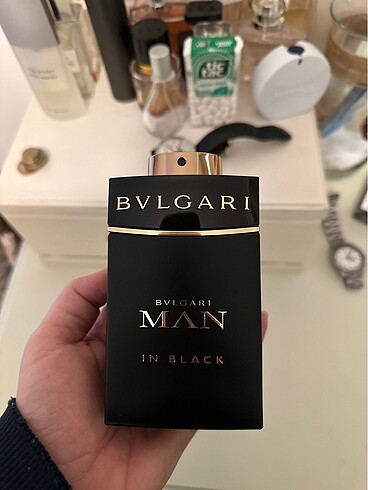 tic
tac
BVLGARI
BVLGARI
MAN
IN BLACK